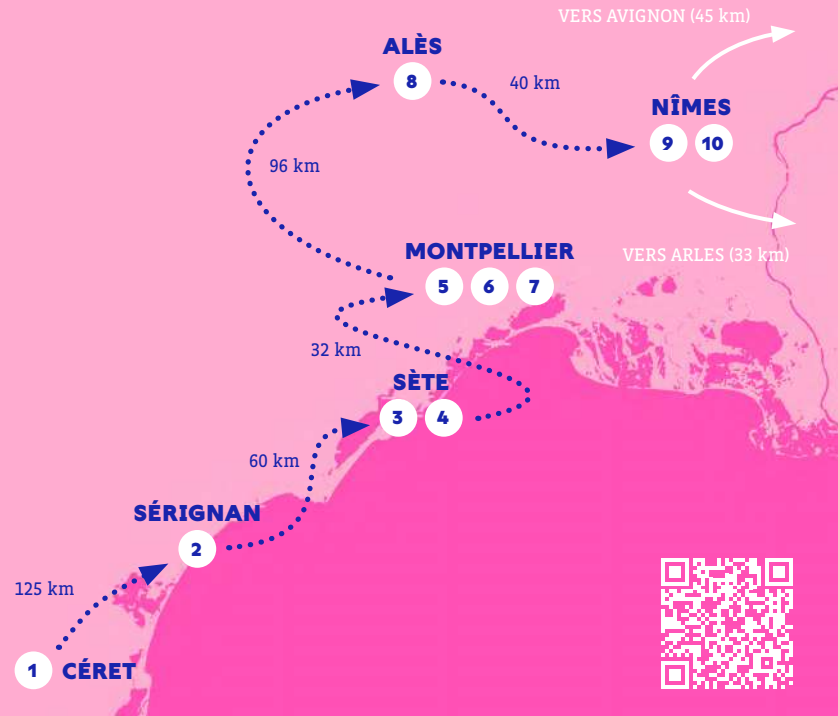 VERS AVIGNON (45 km)
ALÈS
8
40 km
NÎMES
9 10
96 km
VERS ARLES (33 km)
MONTPELLIER
5 6 7
32 km
SÈTE
3 4
60 km
SÉRIGNAN
2
125 km
1 CÉRET